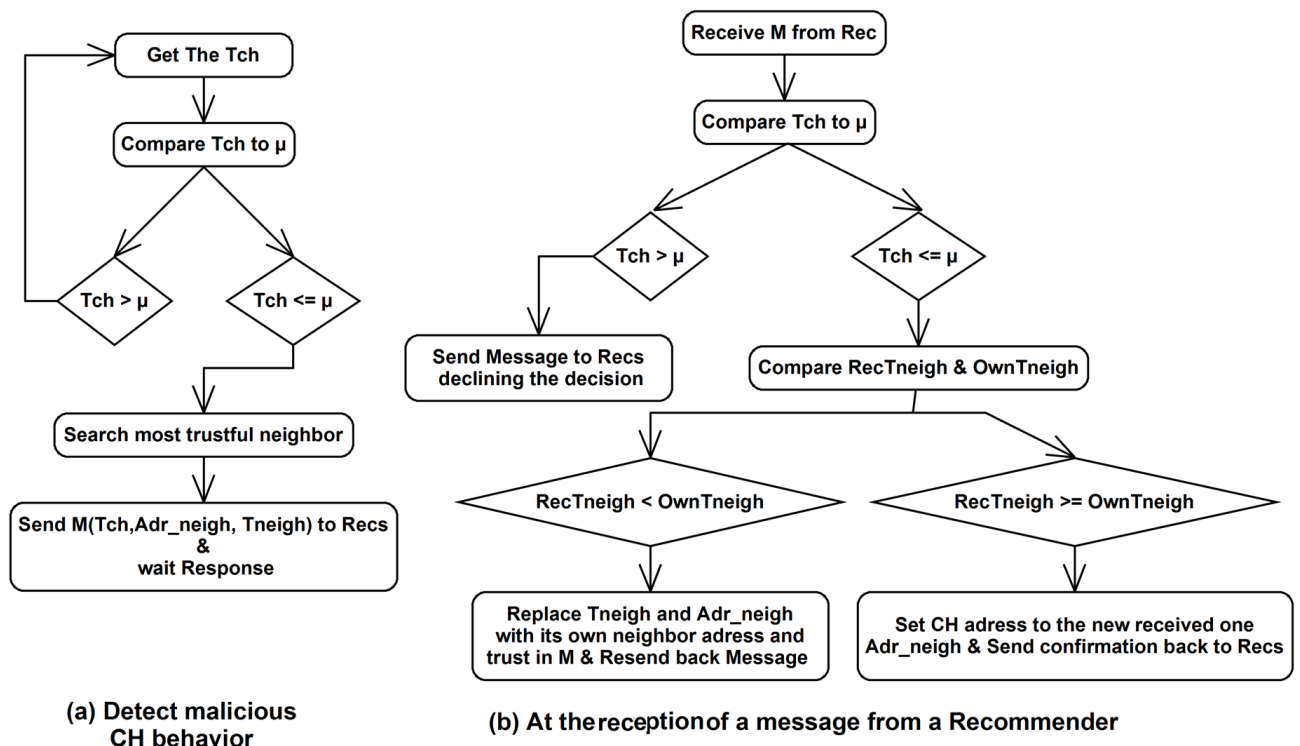 Get The Tch
Compare Tch to µ
Tch > µ
Tch <= µ
Search most trustful neighbor
Send M(Tch,Adr_neigh, Tneigh) to Recs
&
wait Response
(a) Detect malicious
CH behavior
Receive M from Rec
Compare Tch to µ
Tch > µ
Tch <= µ
Send Message to Recs
declining the decision
Compare RecTneigh & OwnTneigh
RecTneigh < OwnTneigh
RecTneigh >= OwnTneigh
Replace Tneigh and Adr_neigh
with its own neighbor adress and
trust in M & Resend back Message
Set CH adress to the new received one
Adr_neigh & Send confirmation back to Recs
(b) At the reception of a message from a Recommender